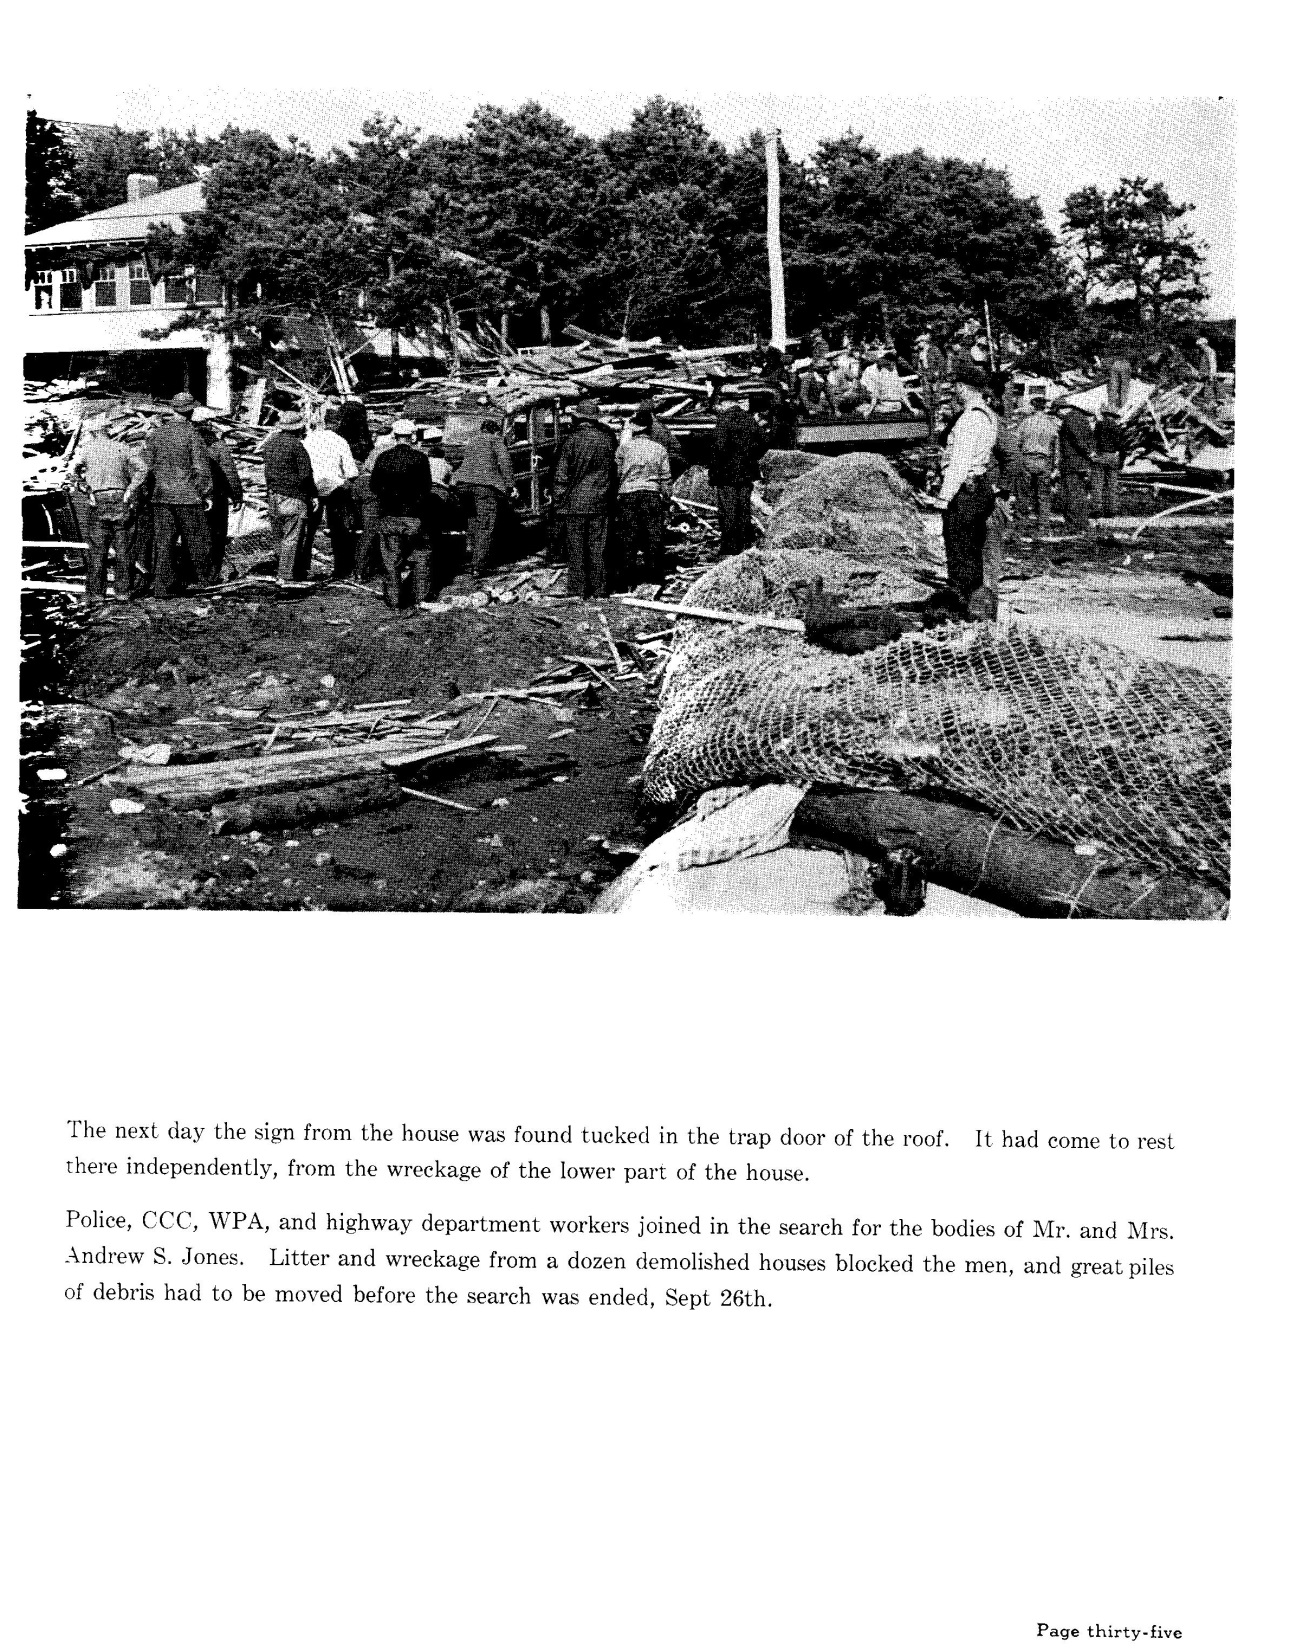 The next day the sign from the house was found tucked in the trap door of the roof. It had come to rest
there independently, from the wreckage of the lower part of the house.
Police, CCC, WPA, and highway department workers joined in the search for the bodies of Mr. and Mrs.
Andrew S. Jones. Litter and wreckage from a dozen demolished houses blocked the men, and great piles
of debris had to be moved before the search was ended, Sept 26th.
Page thirty-five